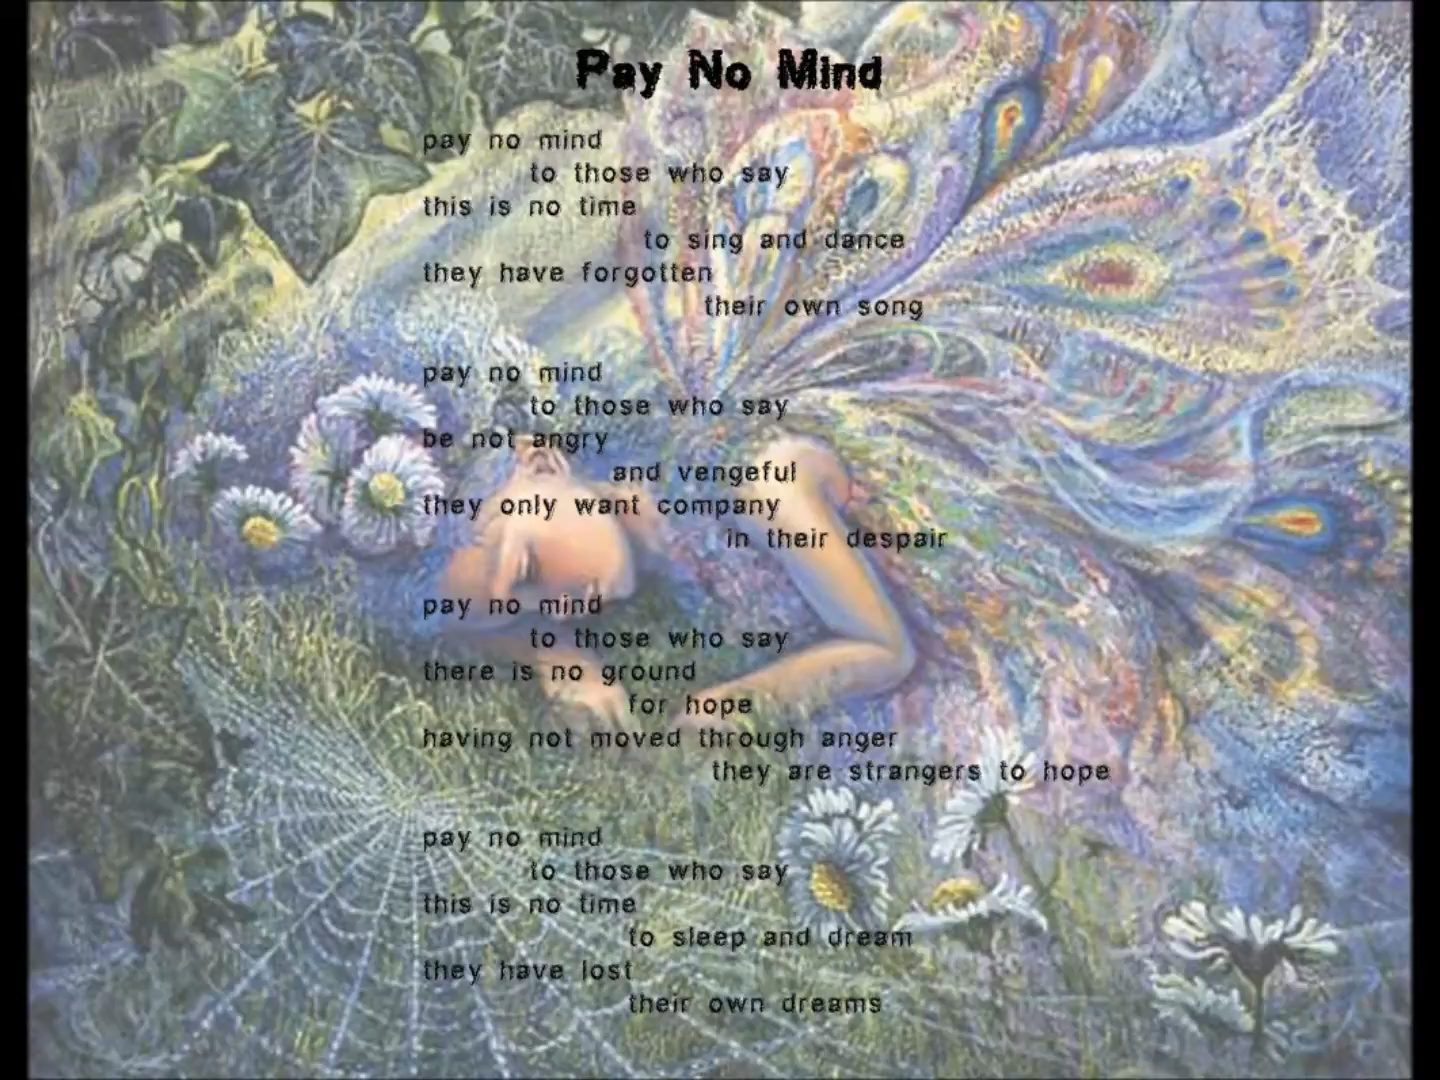 Pay No Mind
pay no mind
to those who say
this is no time
to sing and dance
they have forgotten
their own song
pay no mind
to those who say
be not angry
and vengeful
they only want company
in their despair
pay no mind
to those who say
there is no ground
for hope
having not moved through anger
they are strangers to hope
pay no mind
to those who say
this is no time
to sleep and dream
they have lost
their own dreams